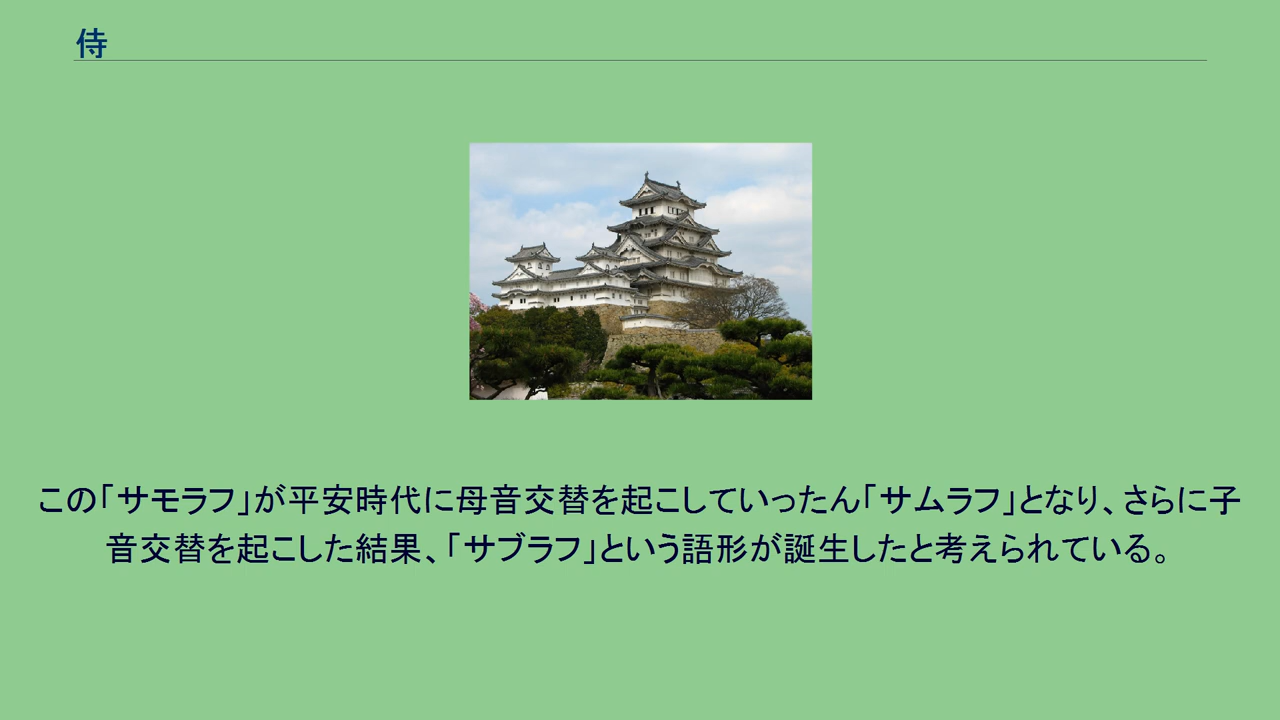 侍
この「サモラフ」が平安時代に母音交替を起こしていったん「サムラフ」となり、さらに子
音交替を起こした結果、「サブラフ」という語形が誕生したと考えられている。